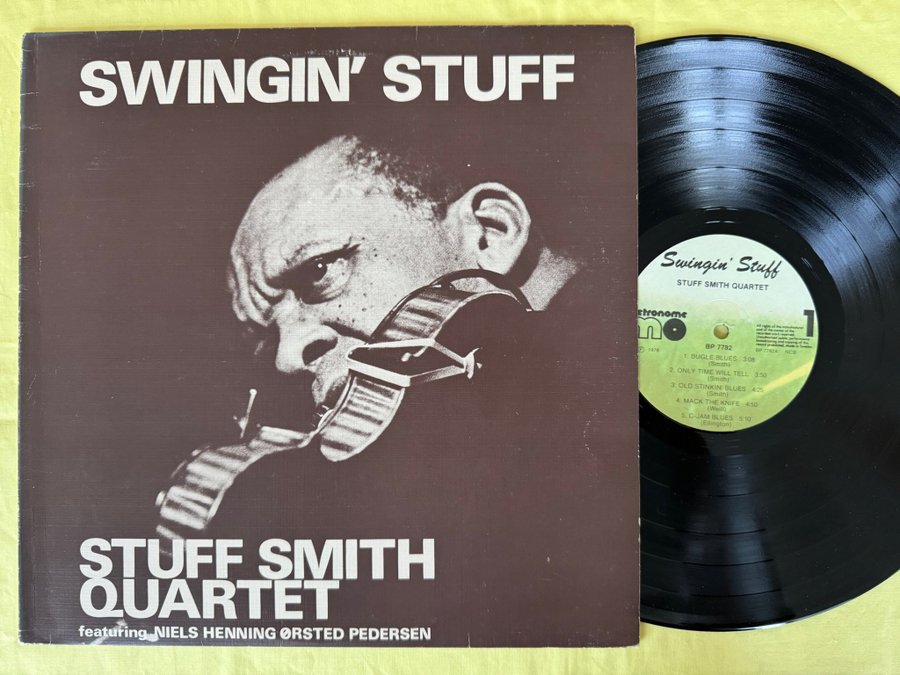 SWINGIN' STUFF
STUFF SMITH
QUARTET
featuring NIELS HENNING ØRSTED PEDERSEN
Swingin' Stuff
STUFF SMITH QUARTET
etronome
mo
1
BP 7782
1. BUGLE BLUES 3:08
(Smith)
2. ONLY TIME WILL TELL 3:50
(Smith)
3. OLD STINKIN' BLUES 4:25
(Smith)
4. MACK THE KNIFE 4:50
(Weill)
5. C-JAM BLUES 5:10
(Ellington)